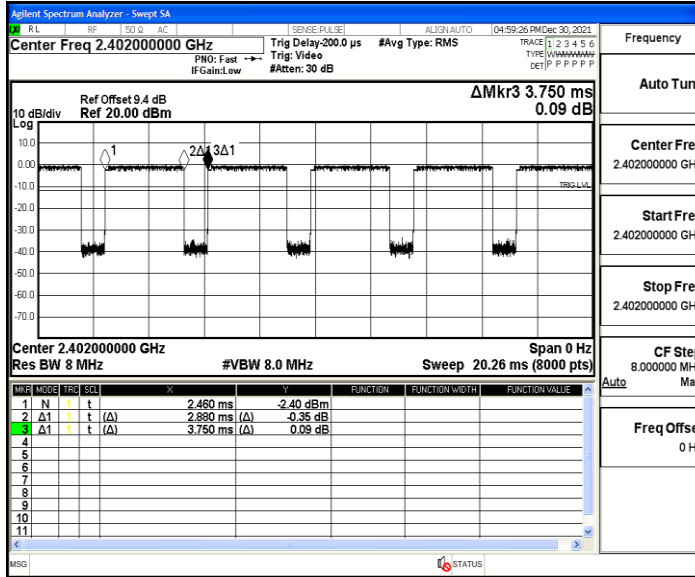 Agilent Spectrum Analyzer - Swept SA
RL RF 50 Ω AC SENSE:PULSE ALIGN AUTO 04:59:26 PM Dec 30, 2021
Center Freq 2.402000000 GHz
PNO: Fast
IFGain:Low
Trig Delay-200.0 µs
Trig: Video
#Atten: 30 dB
#Avg Type: RMS
TRACE 1 2 3 4 5 6
TYPE
DET P P P P P P
ΔMkr3 3.750 ms
0.09 dB
Ref Offset 9.4 dB
10 dB/div Ref 20.00 dBm
Log
10.0
0.00
-10.0
-20.0
-30.0
-40.0
-50.0
-60.0
-70.0
1
2Δ1
3Δ1
TRIG LVL
Center 2.402000000 GHz Span 0 Hz
Res BW 8 MHz #VBW 8.0 MHz Sweep 20.26 ms (8000 pts)
MKR MODE TRC SCL X Y FUNCTION FUNCTION WIDTH FUNCTION VALUE
1 N 1 t 2.460 ms -2.40 dBm
2 Δ1 1 t (Δ) 2.880 ms (Δ) -0.35 dB
3 Δ1 1 t (Δ) 3.750 ms (Δ) 0.09 dB
4
5
6
7
8
9
10
11
MSG STATUS
Frequency
Auto Tun
Center Fre
2.402000000 GH
Start Fre
2.402000000 GH
Stop Fre
2.402000000 GH
CF Ste
8.000000 MH
Auto Ma
Freq Offse
0 H